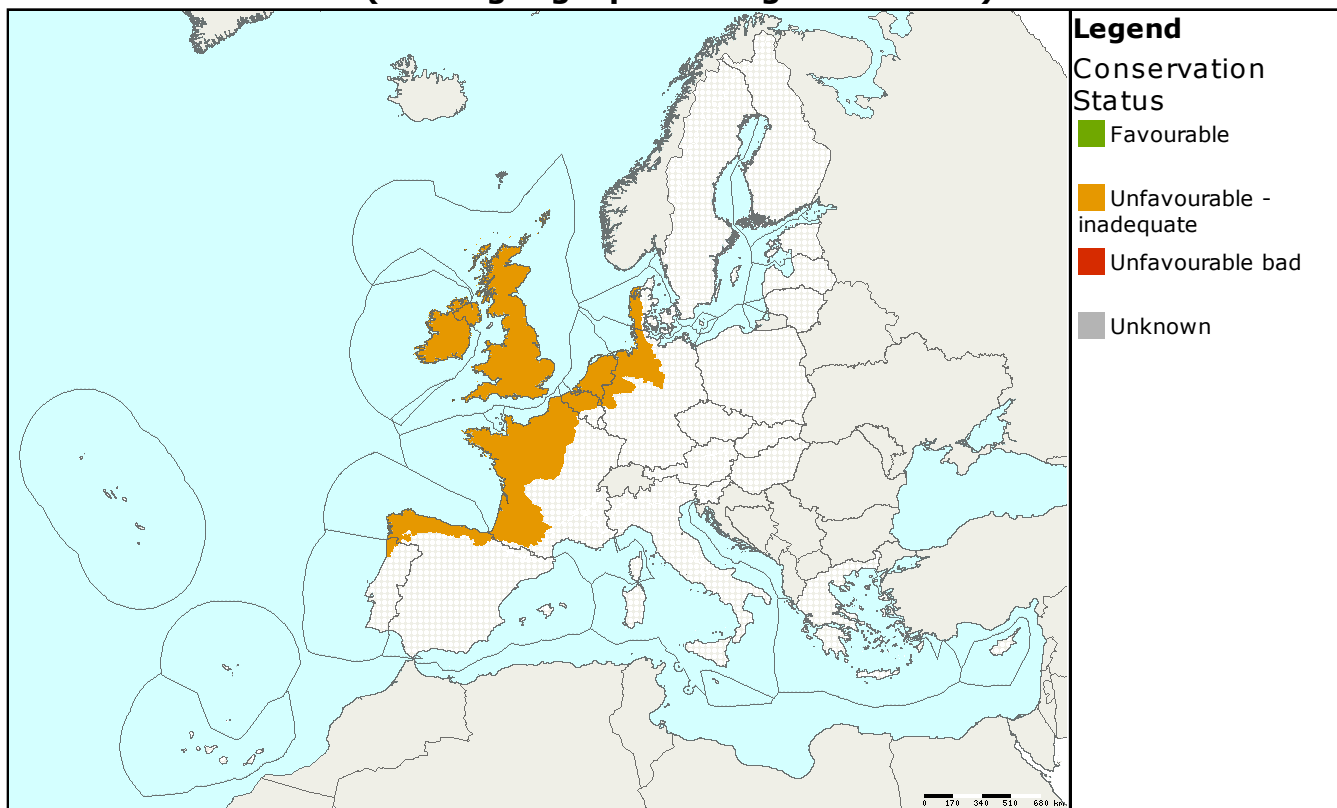 Legend
Conservation
Status
Favourable
Unfavourable -
inadequate
Unfavourable bad
Unknown
0 170 340 510 680 km